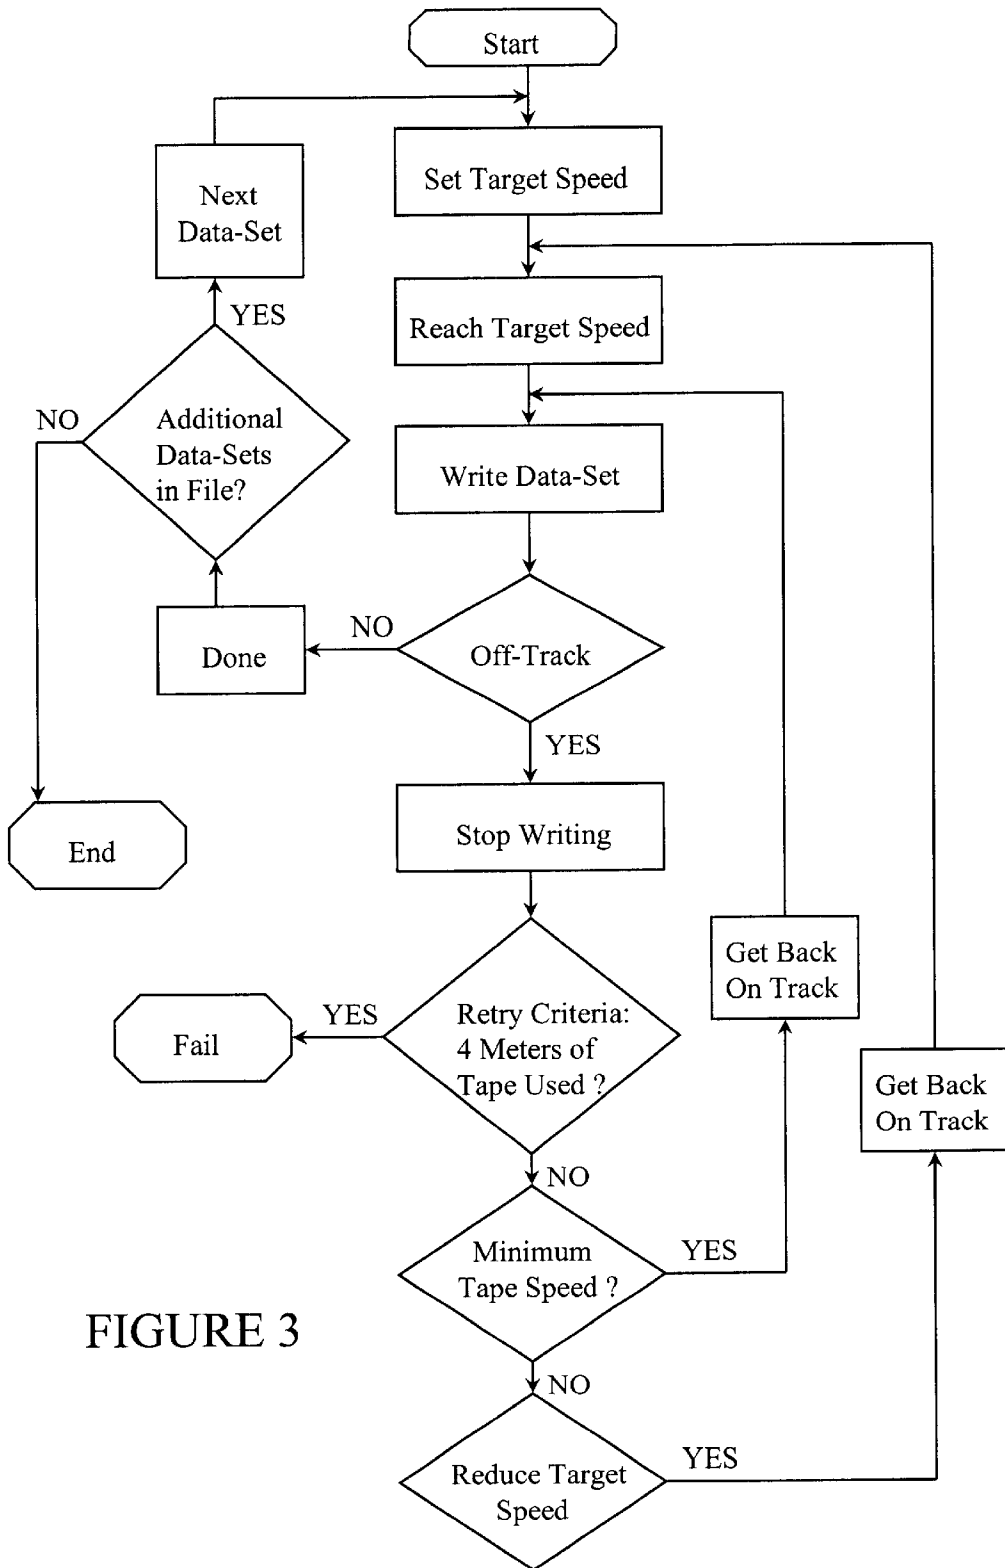 Start
Set Target Speed
Next
Data-Set
YES
Reach Target Speed
NO
Additional
Data-Sets
in File?
Write Data-Set
NO
Done
Off-Track
YES
Stop Writing
End
Get Back
On Track
YES
Fail
Retry Criteria:
4 Meters of
Tape Used ?
Get Back
On Track
NO
Minimum
Tape Speed ?
YES
FIGURE 3
NO
Reduce Target
Speed
YES